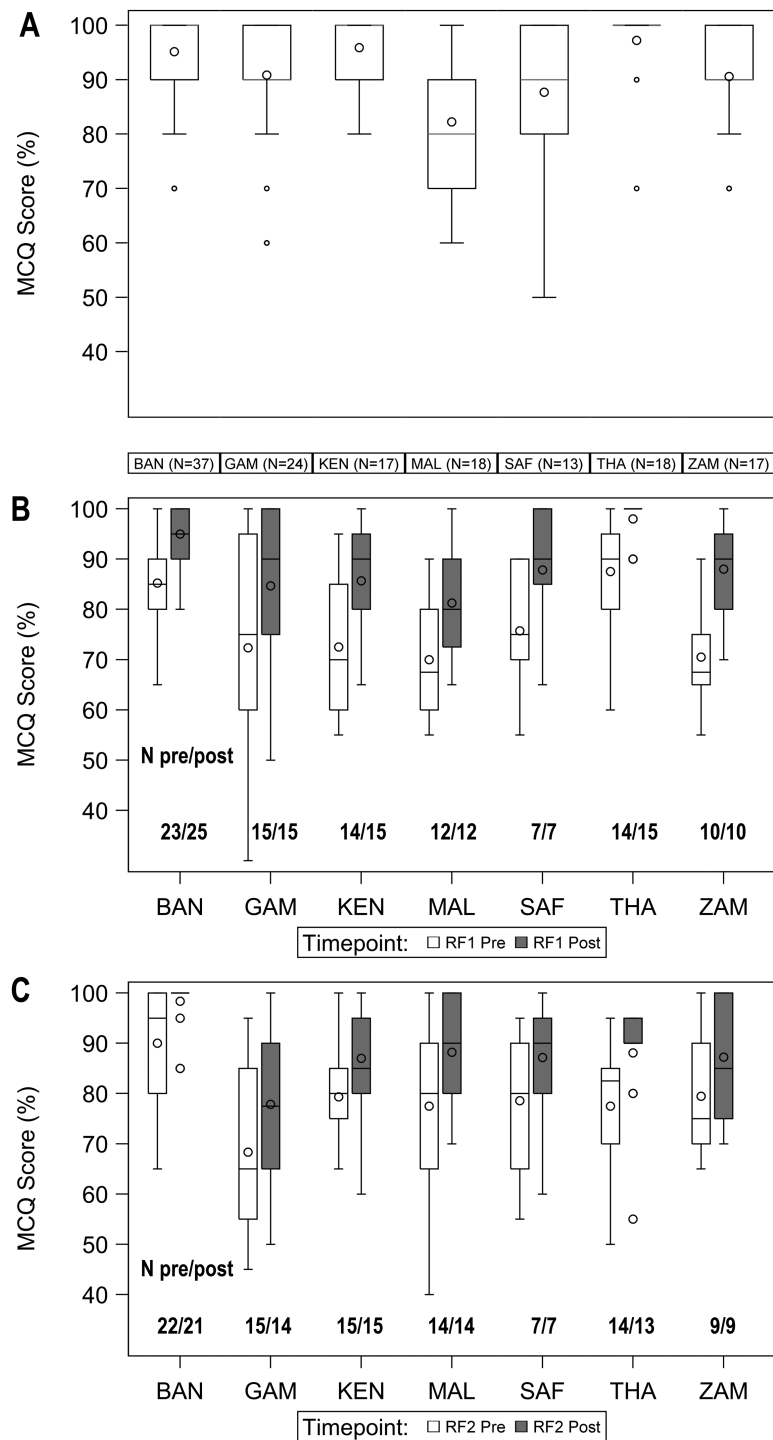 A
MCQ Score (%)
100
90
80
70
60
50
40
BAN (N=37) GAM (N=24) KEN (N=17) MAL (N=18) SAF (N=13) THA (N=18) ZAM (N=17)
B
MCQ Score (%)
100
90
80
70
60
50
40
N pre/post
23/25 15/15 14/15 12/12 7/7 14/15 10/10
BAN GAM KEN MAL SAF THA ZAM
Timepoint: RF1 Pre RF1 Post
C
MCQ Score (%)
100
90
80
70
60
50
40
N pre/post
22/21 15/14 15/15 14/14 7/7 14/13 9/9
BAN GAM KEN MAL SAF THA ZAM
Timepoint: RF2 Pre RF2 Post